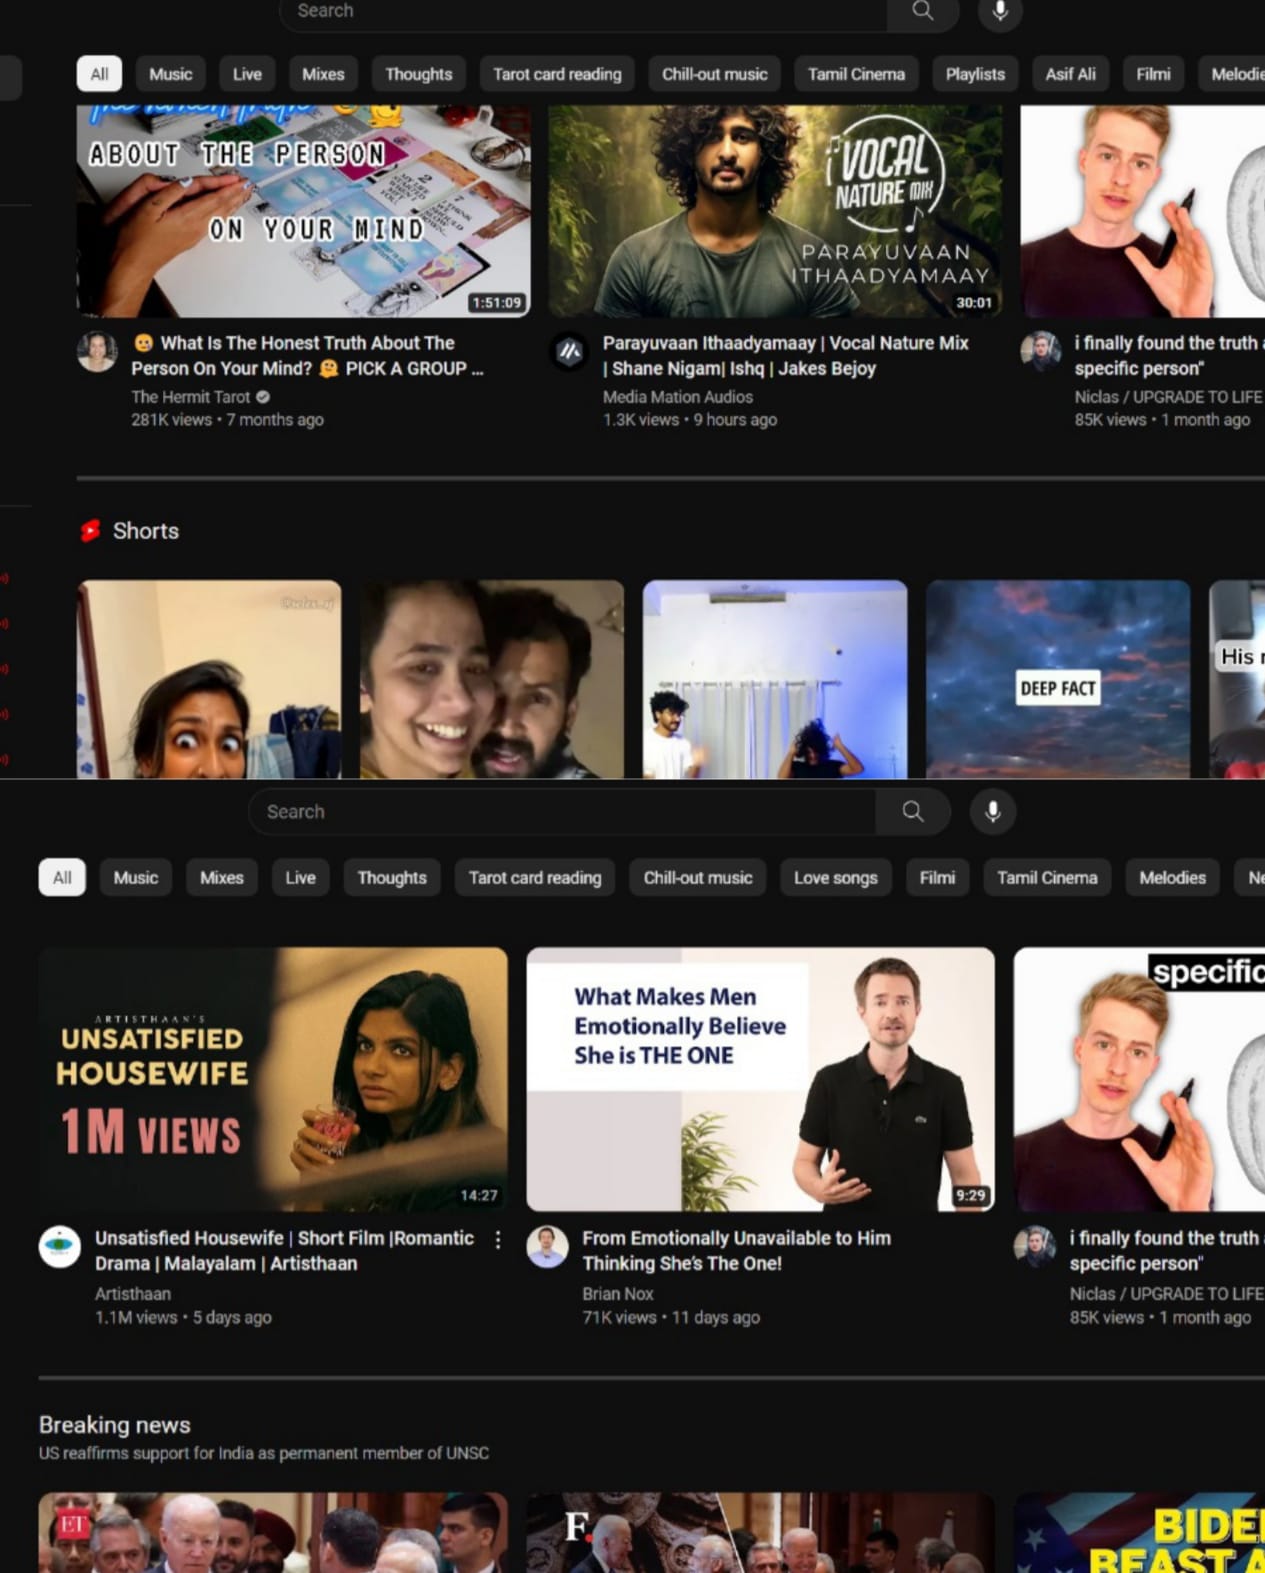 Search
All
Music
Live
Mixes
Thoughts
Tarot card reading
Chill-out music
Tamil Cinema
Playlists
Asif Ali
Filmi
Melodie
ABOUT THE PERSON
ON YOUR MIND
1:51:09
VOCAL
NATURE MIX
PARAYUVAAN
ITHAADYAMAAY
30:01
What Is The Honest Truth About The
Person On Your Mind? PICK A GROUP ...
The Hermit Tarot
281K views • 7 months ago
Parayuvaan Ithaadyamaay | Vocal Nature Mix
| Shane Nigam| Ishq | Jakes Bejoy
Media Mation Audios
1.3K views • 9 hours ago
i finally found the truth
specific person"
Niclas / UPGRADE TO LIFE
85K views • 1 month ago
Shorts
DEEP FACT
His
Search
All
Music
Mixes
Live
Thoughts
Tarot card reading
Chill-out music
Love songs
Filmi
Tamil Cinema
Melodies
Ne
ARTISTHAAN'S
UNSATISFIED
HOUSEWIFE
1M VIEWS
14:27
What Makes Men
Emotionally Believe
She is THE ONE
9:29
specific
Unsatisfied Housewife | Short Film |Romantic
Drama | Malayalam | Artisthaan
Artisthaan
1.1M views • 5 days ago
From Emotionally Unavailable to Him
Thinking She's The One!
Brian Nox
71K views • 11 days ago
i finally found the truth
specific person"
Niclas / UPGRADE TO LIFE
85K views • 1 month ago
Breaking news
US reaffirms support for India as permanent member of UNSC
ET
F.
BIDE
BEAST A